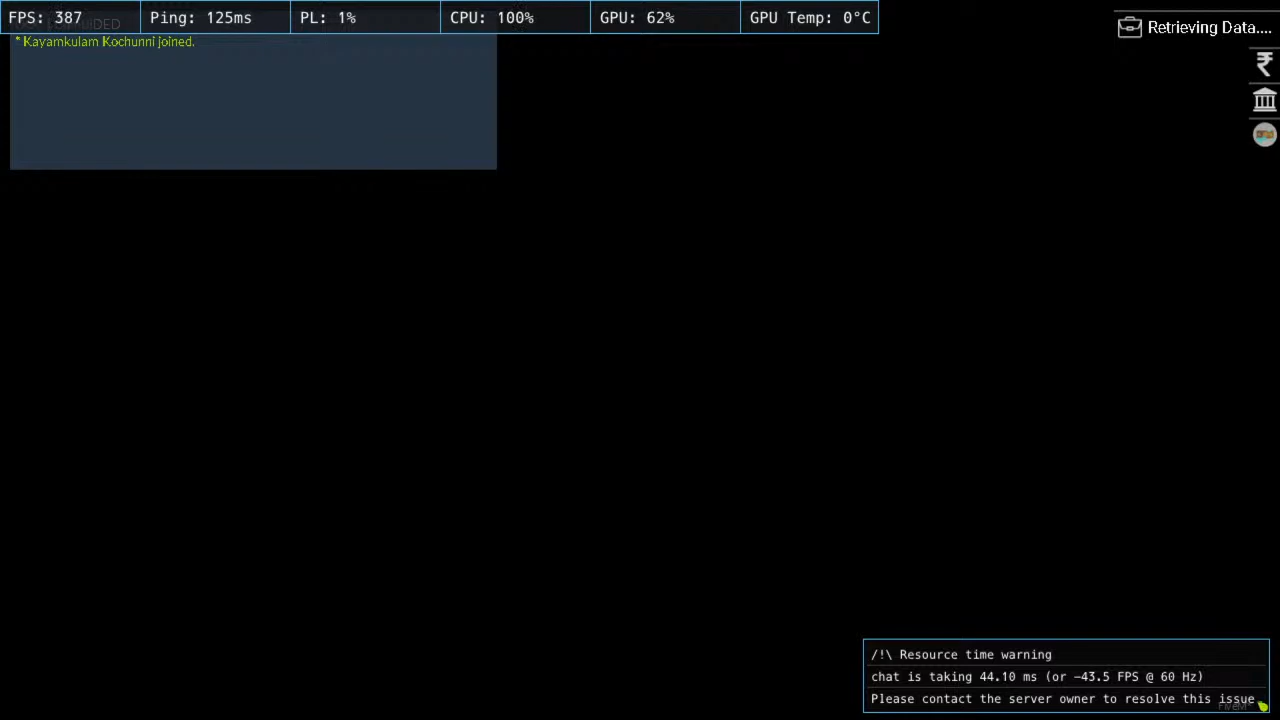 FPS: 387
Ping: 125ms
PL: 1%
CPU: 100%
GPU: 62%
GPU Temp: 0°C
Retrieving Data....
* Kayamkulam Kochunni joined.
₹
/!\ Resource time warning
chat is taking 44.10 ms (or -43.5 FPS @ 60 Hz)
Please contact the server owner to resolve this issue.
FiveM